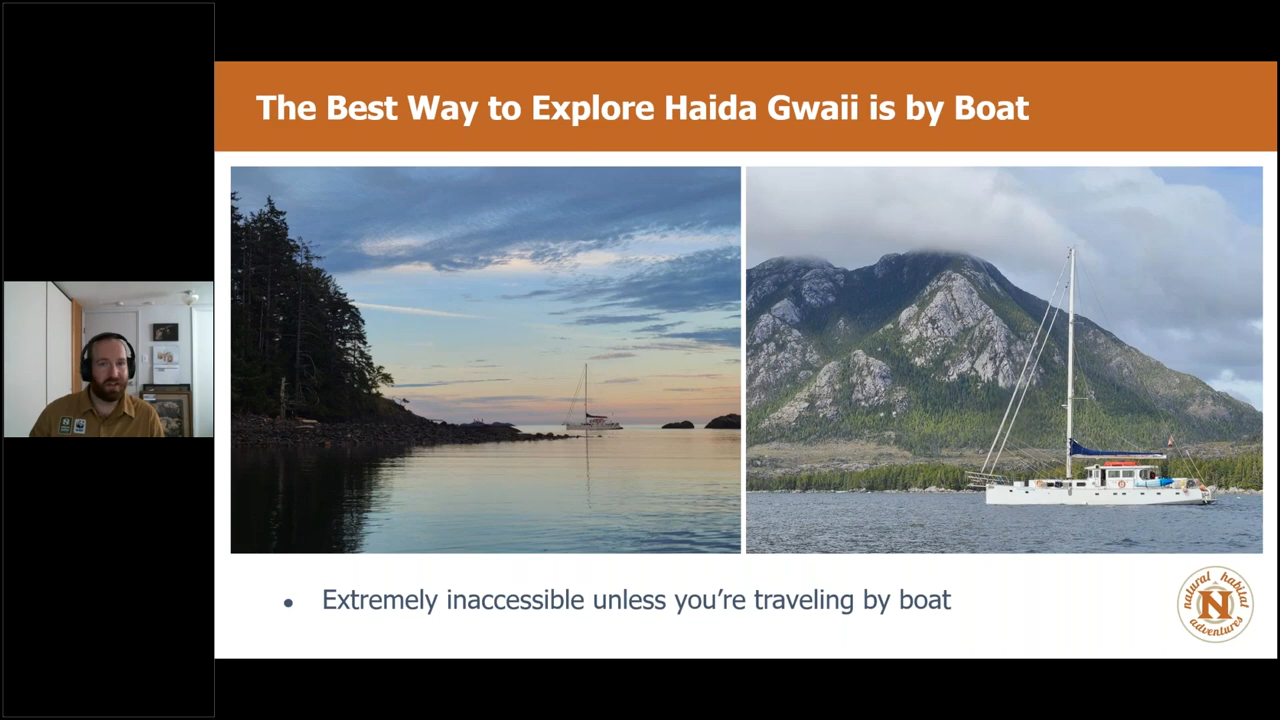 The Best Way to Explore Haida Gwaii is by Boat
• Extremely inaccessible unless you're traveling by boat
natural habitat
N
adventures